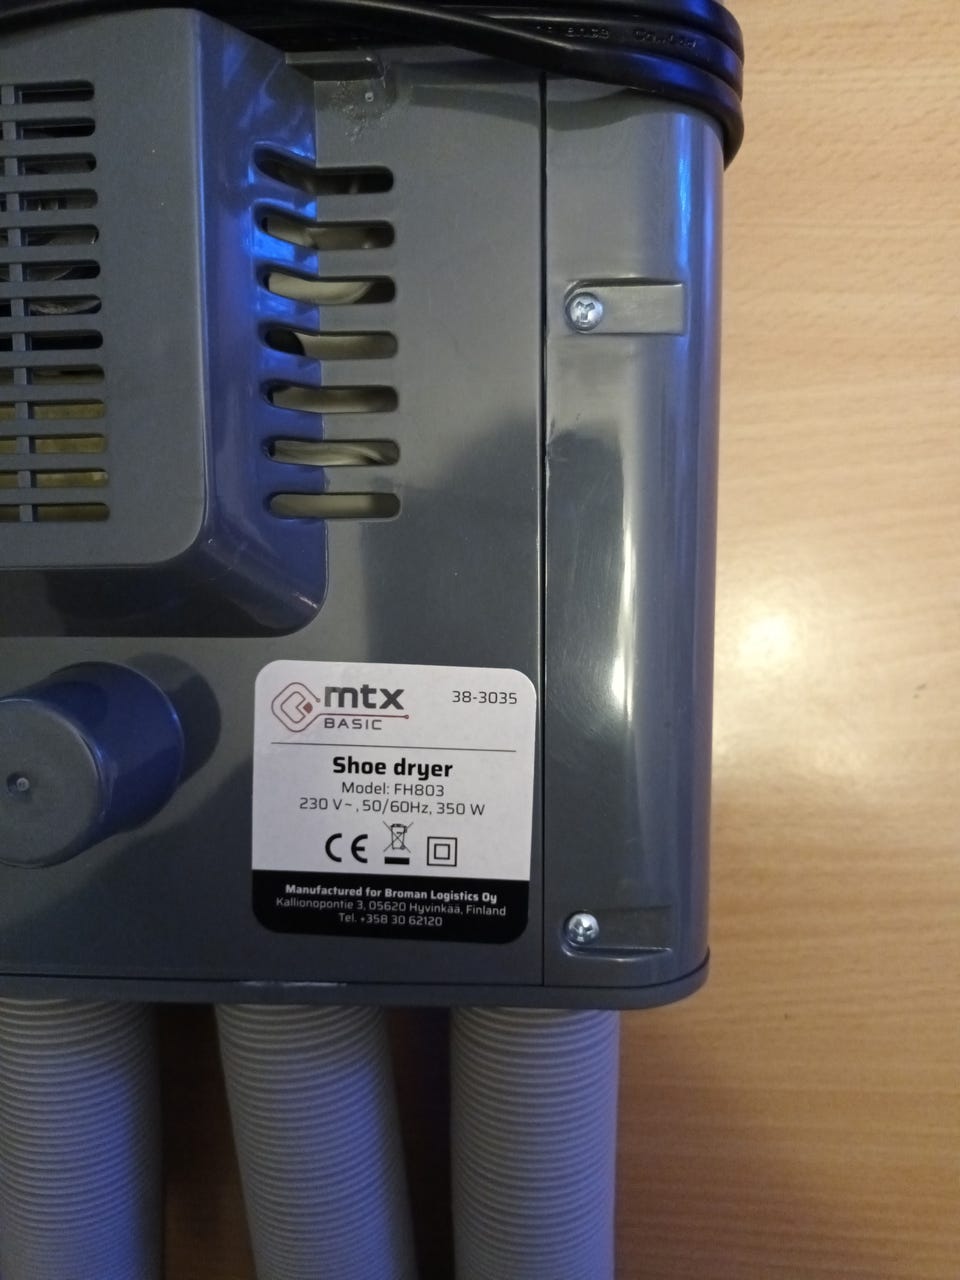 mtx
BASIC
38-3035
Shoe dryer
Model: FH803
230 V~, 50/60Hz, 350 W
CE
Manufactured for Broman Logistics Oy
Kallionopontie 3, 05620 Hyvinkää, Finland
Tel. +358 30 62120